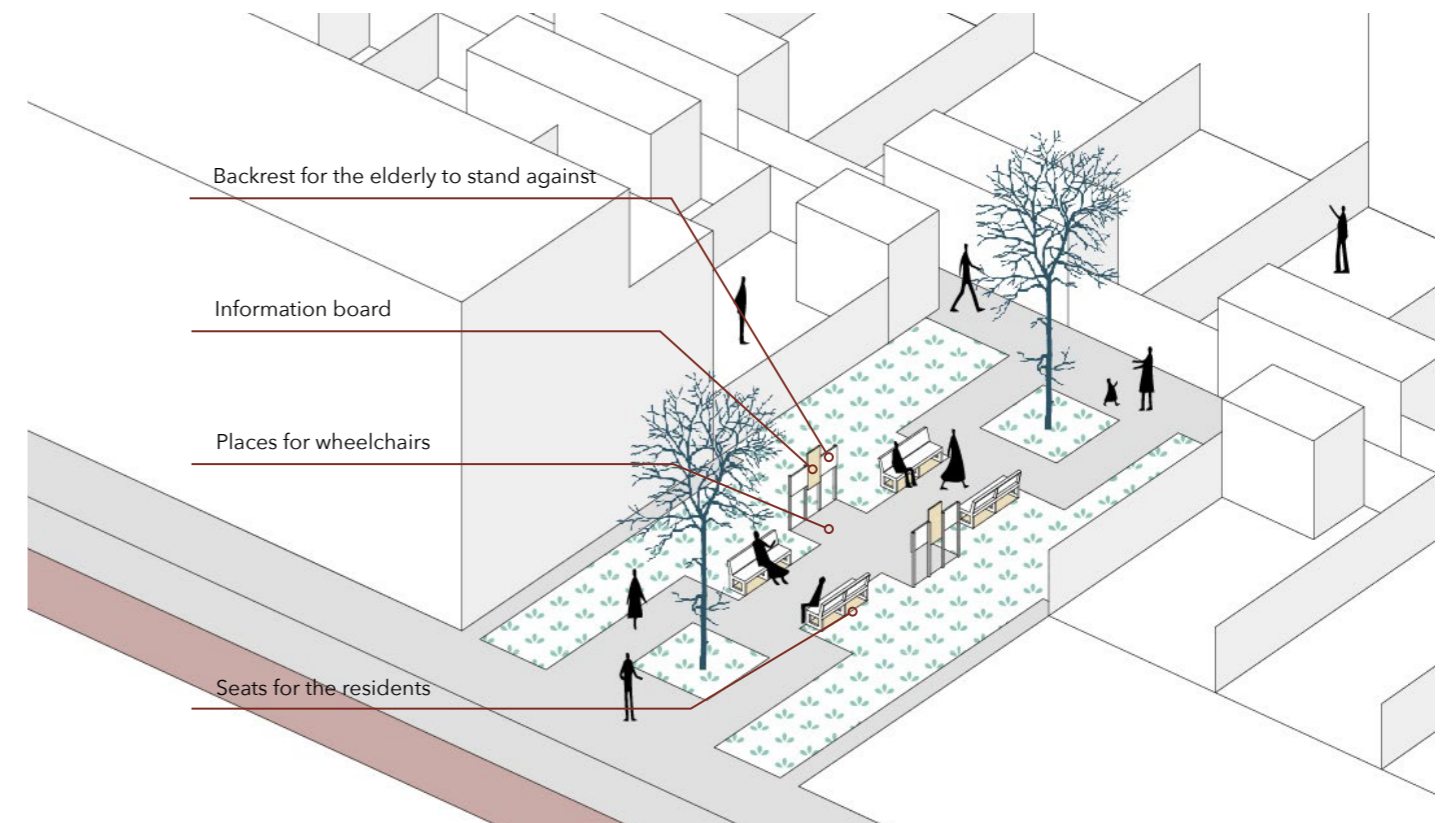 Backrest for the elderly to stand against
Information board
Places for wheelchairs
Seats for the residents